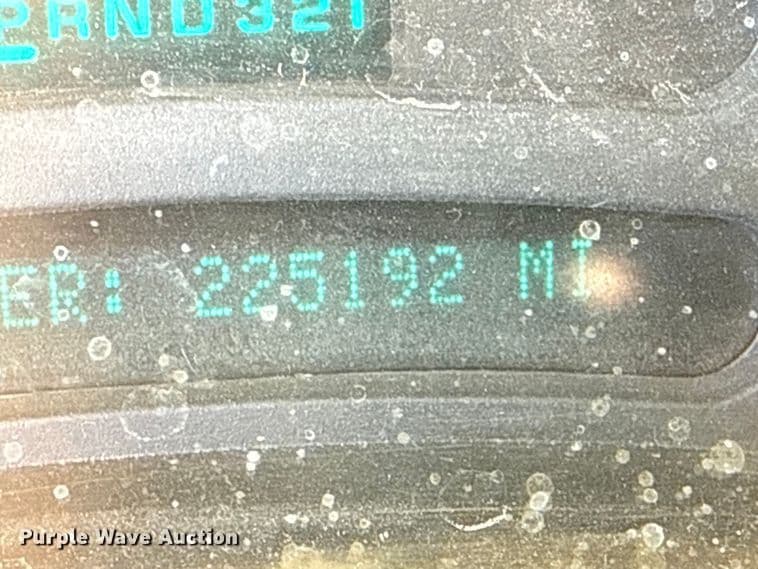 PRND321
ER: 225192 MI
Purple Wave Auction